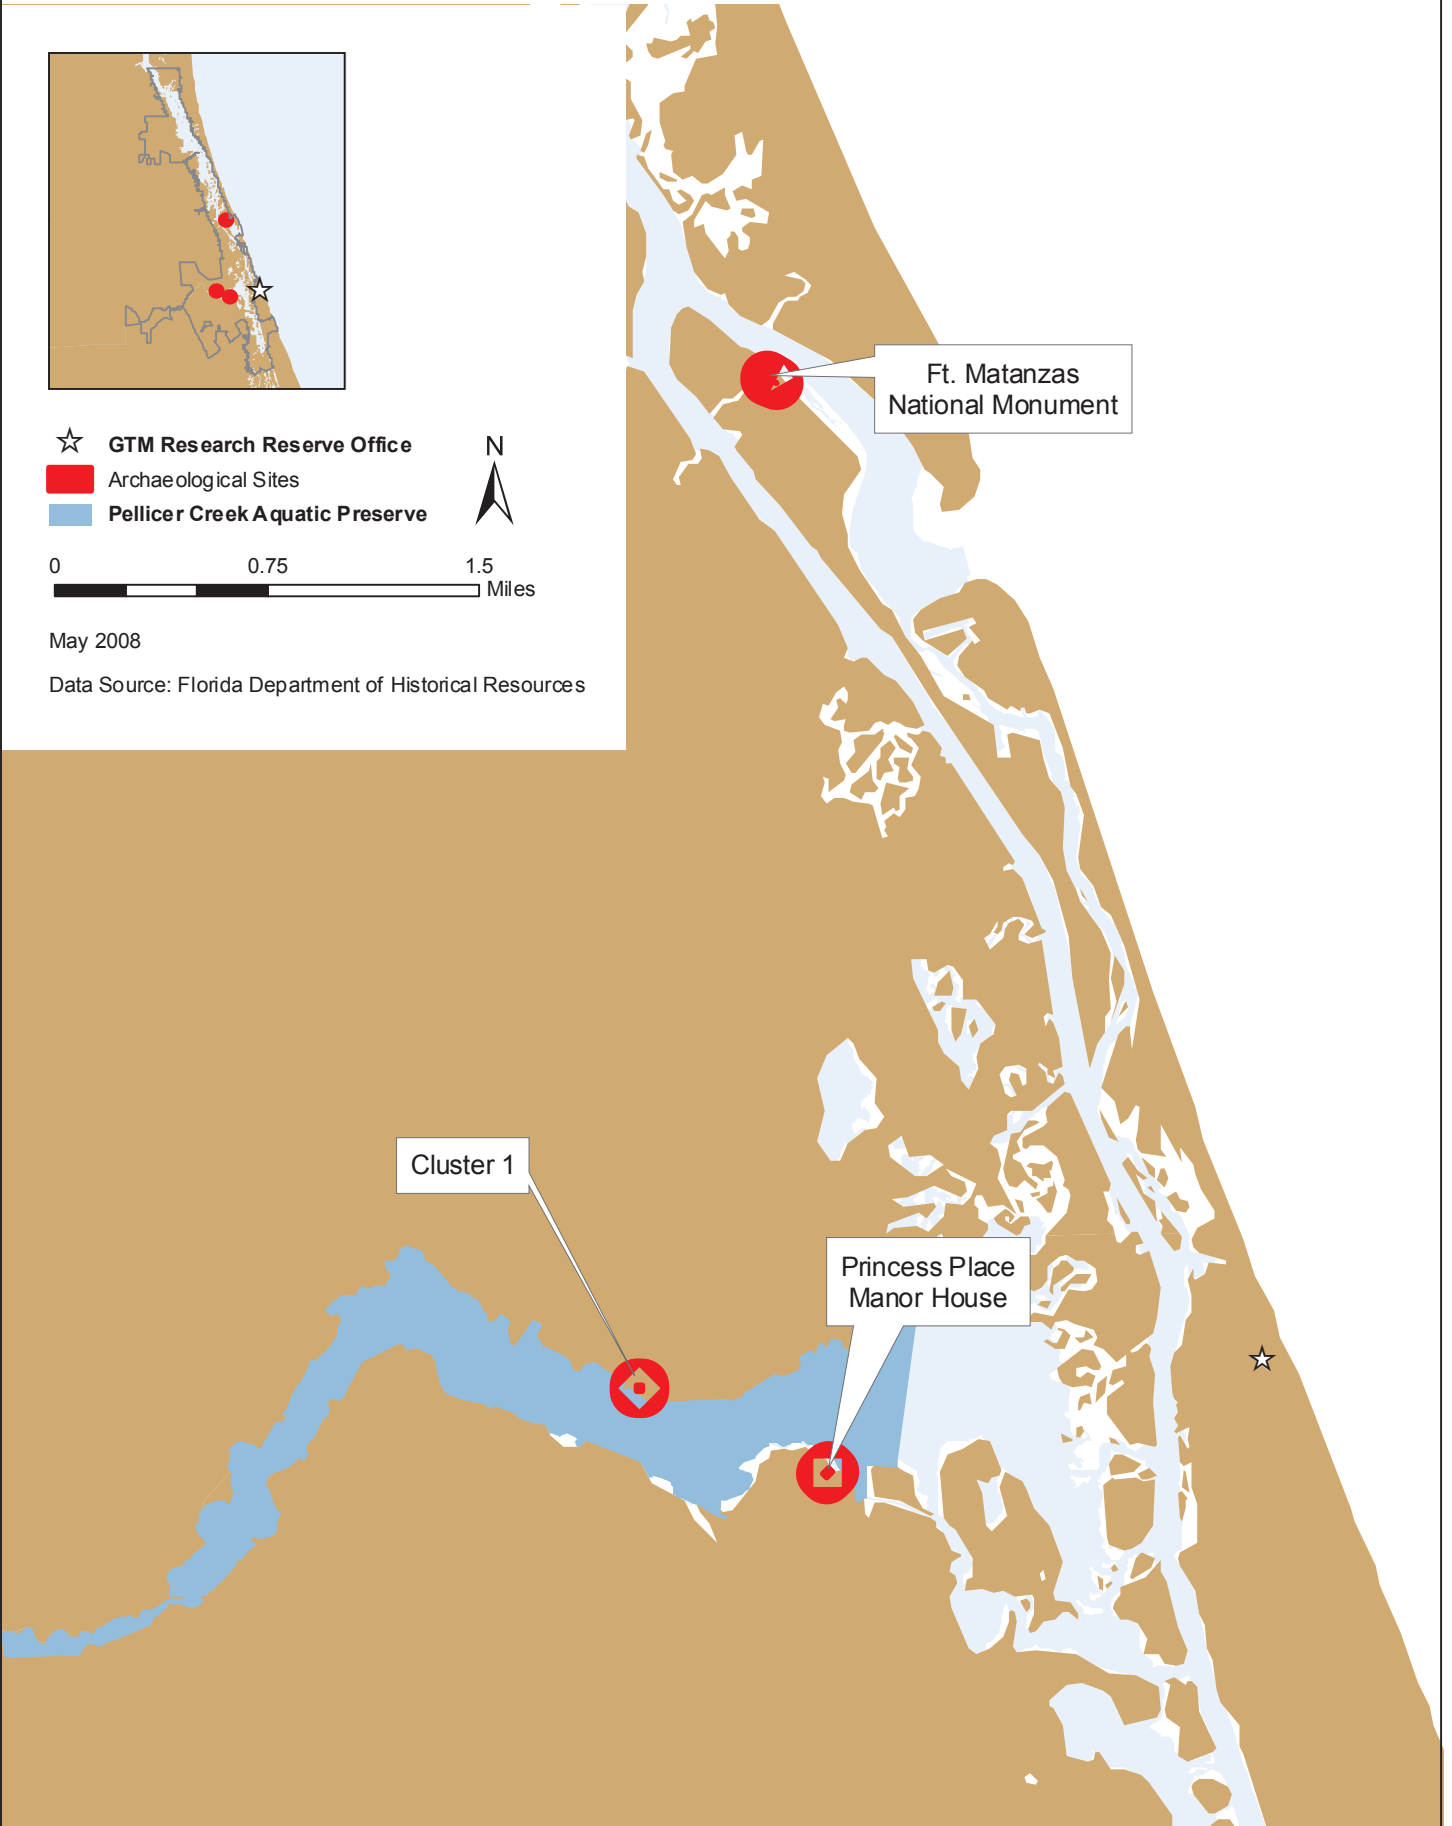 GTM Research Reserve Office
N
Archaeological Sites
Pellicer Creek Aquatic Preserve
0 0.75 1.5
Miles
May 2008
Data Source: Florida Department of Historical Resources
Ft. Matanzas
National Monument
Cluster 1
Princess Place
Manor House